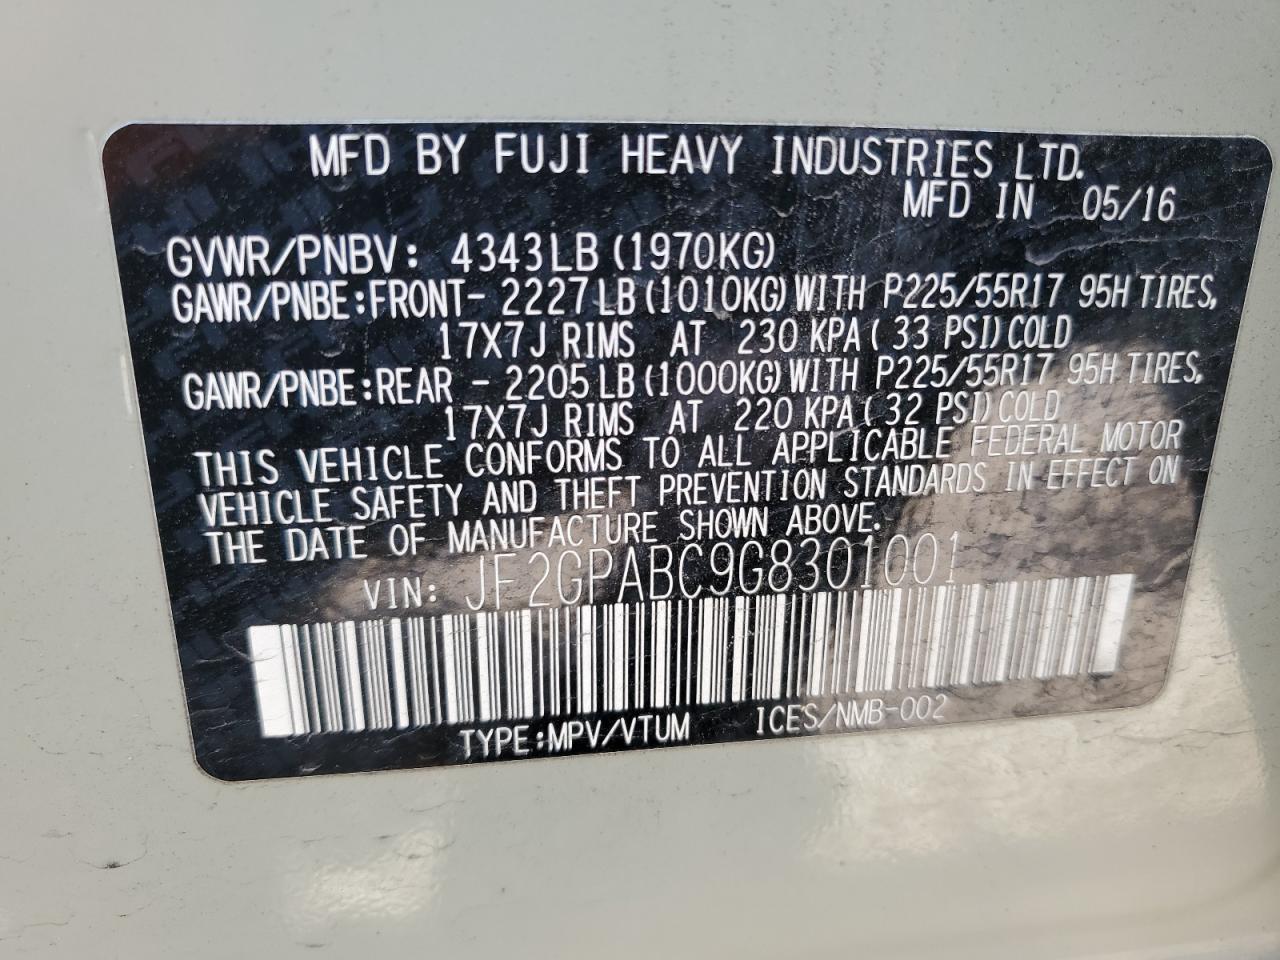 MFD BY FUJI HEAVY INDUSTRIES LTD.
MFD IN 05/16
GVWR/PNBV: 4343LB (1970KG)
GAWR/PNBE:FRONT- 2227LB (1010KG) WITH P225/55R17 95H TIRES,
17X7J RIMS AT 230 KPA ( 33 PSI) COLD
GAWR/PNBE:REAR - 2205LB (1000KG) WITH P225/55R17 95H TIRES,
17X7J RIMS AT 220 KPA ( 32 PSI) COLD
THIS VEHICLE CONFORMS TO ALL APPLICABLE FEDERAL MOTOR
VEHICLE SAFETY AND THEFT PREVENTION STANDARDS IN EFFECT ON
THE DATE OF MANUFACTURE SHOWN ABOVE.
VIN: JF2GPABC9G8301001
TYPE:MPV/VTUM ICES/NMB-002